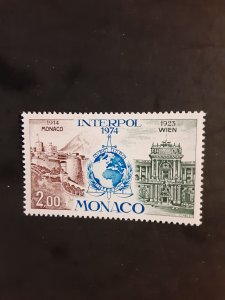 INTERPOL
1914 1974 1923
MONACO WIEN
2.00
MONACO